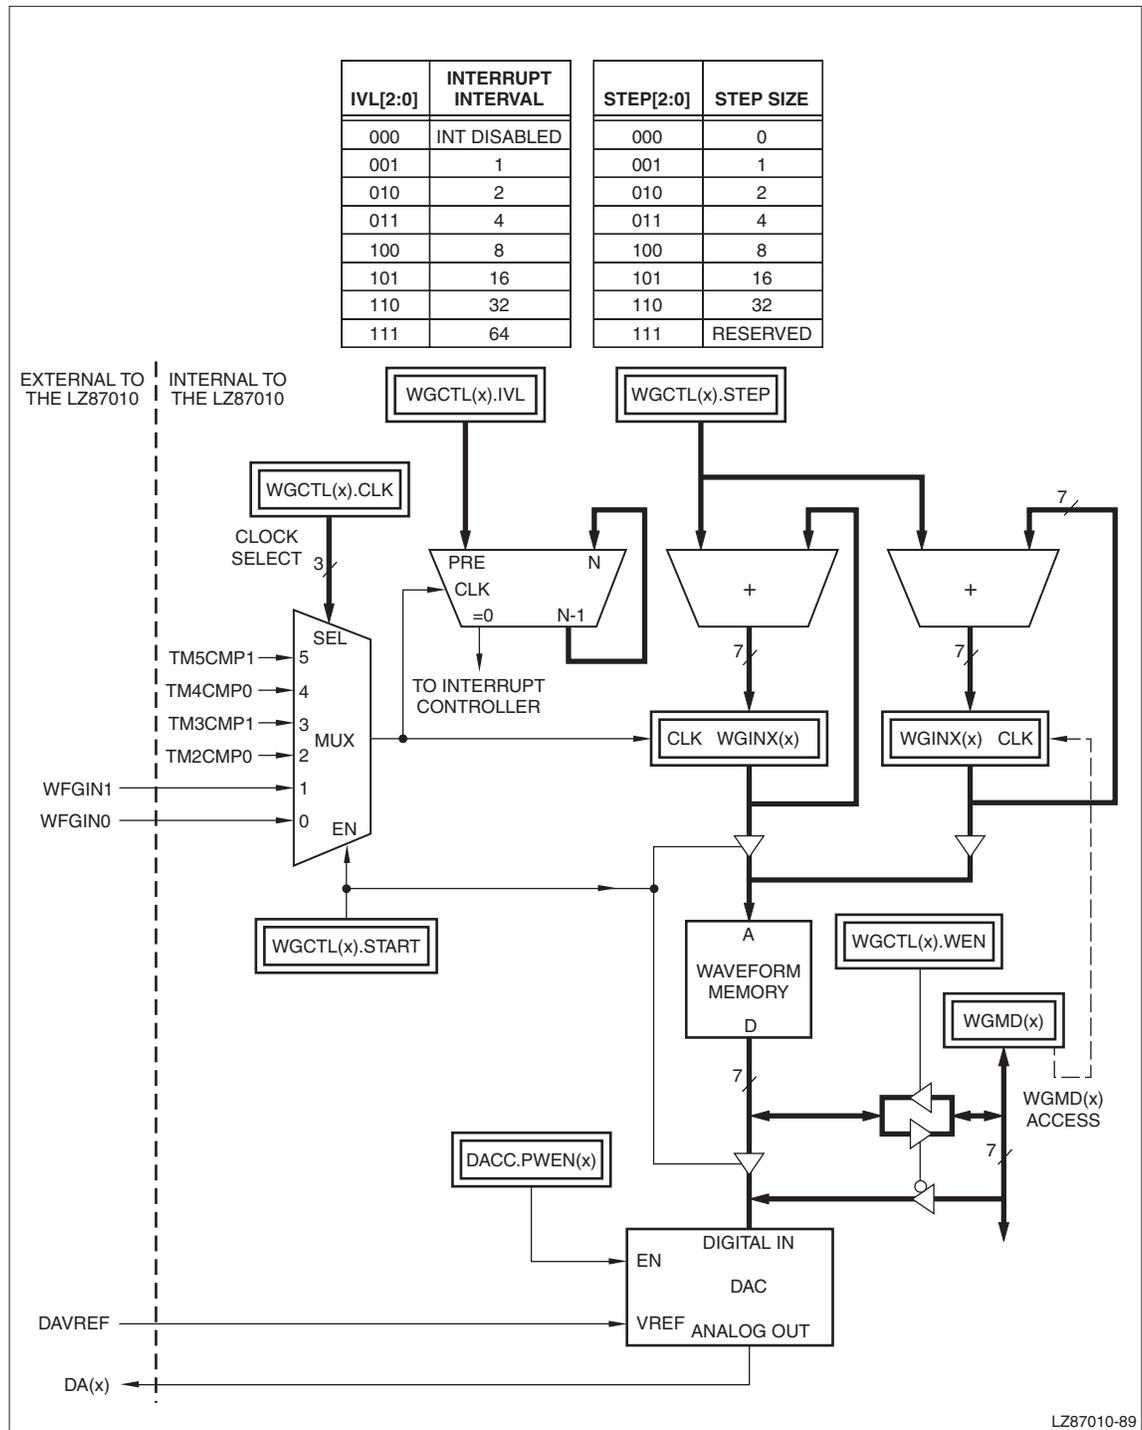 IVL[2:0] INTERRUPT INTERVAL
000 INT DISABLED
001 1
010 2
011 4
100 8
101 16
110 32
111 64
STEP[2:0] STEP SIZE
000 0
001 1
010 2
011 4
100 8
101 16
110 32
111 RESERVED
EXTERNAL TO
THE LZ87010
INTERNAL TO
THE LZ87010
WGCTL(x).IVL
WGCTL(x).STEP
WGCTL(x).CLK
CLOCK
SELECT
3
7
PRE N
CLK
=0 N-1
+
+
SEL
TM5CMP1 5
TM4CMP0 4
TM3CMP1 3
TM2CMP0 2
WFGIN1 1
WFGIN0 0
MUX
EN
TO INTERRUPT
CONTROLLER
7
7
CLK WGINX(x)
WGINX(x) CLK
WGCTL(x).START
A
WAVEFORM
MEMORY
D
WGCTL(x).WEN
WGMD(x)
7
WGMD(x)
ACCESS
7
DACC.PWEN(x)
DIGITAL IN
EN
DAC
DAVREF
VREF
ANALOG OUT
DA(x)
LZ87010-89